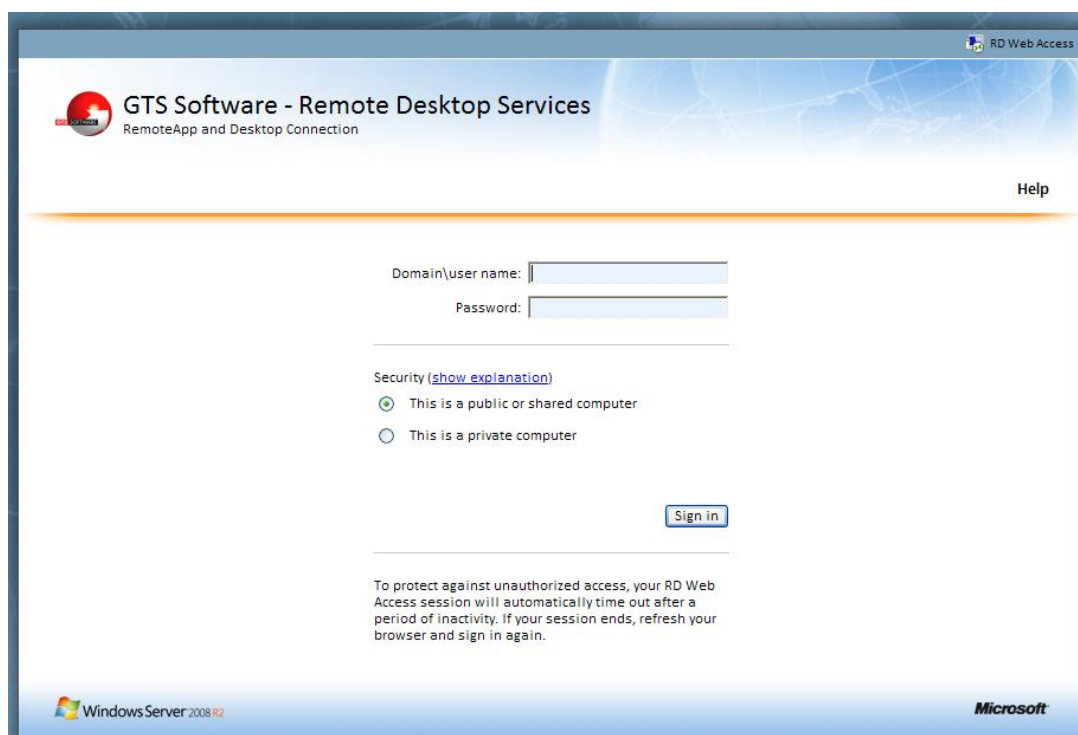 RD Web Access
GTS SOFTWARE
GTS Software - Remote Desktop Services
RemoteApp and Desktop Connection
Help
Domain\user name:
Password:
Security (show explanation)
This is a public or shared computer
This is a private computer
Sign in
To protect against unauthorized access, your RD Web
Access session will automatically time out after a
period of inactivity. If your session ends, refresh your
browser and sign in again.
Windows Server 2008 R2
Microsoft